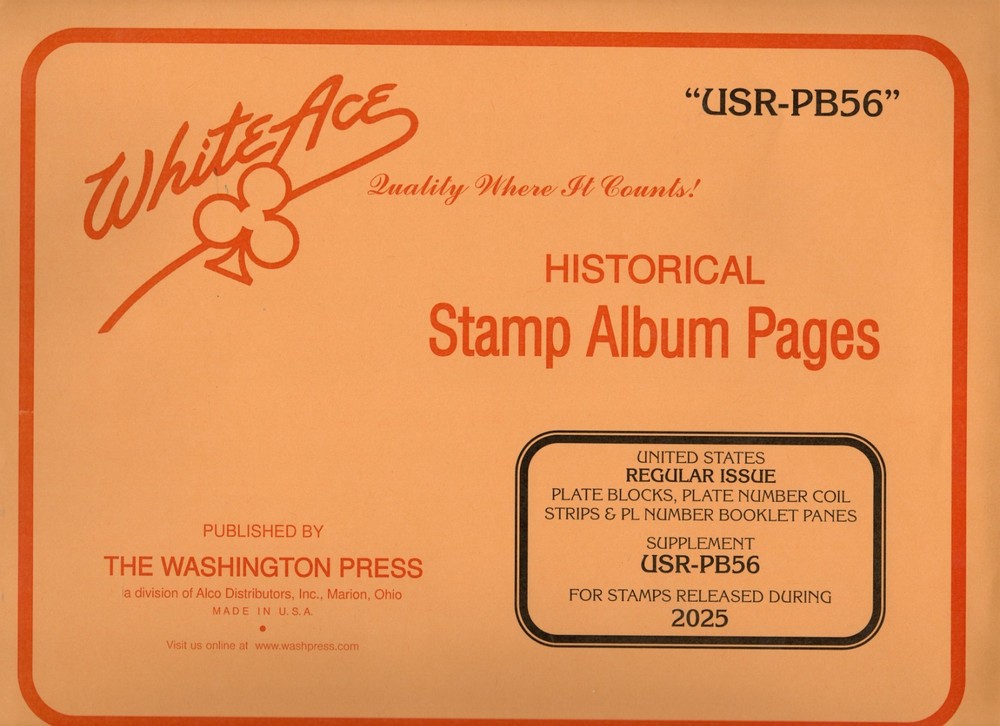 White Ace
"USR-PB56"
Quality Where It Counts!
HISTORICAL
Stamp Album Pages
UNITED STATES
REGULAR ISSUE
PLATE BLOCKS, PLATE NUMBER COIL
STRIPS & PL NUMBER BOOKLET PANES
SUPPLEMENT
USR-PB56
FOR STAMPS RELEASED DURING
2025
PUBLISHED BY
THE WASHINGTON PRESS
a division of Alco Distributors, Inc., Marion, Ohio
MADE IN U.S.A.
Visit us online at www.washpress.com